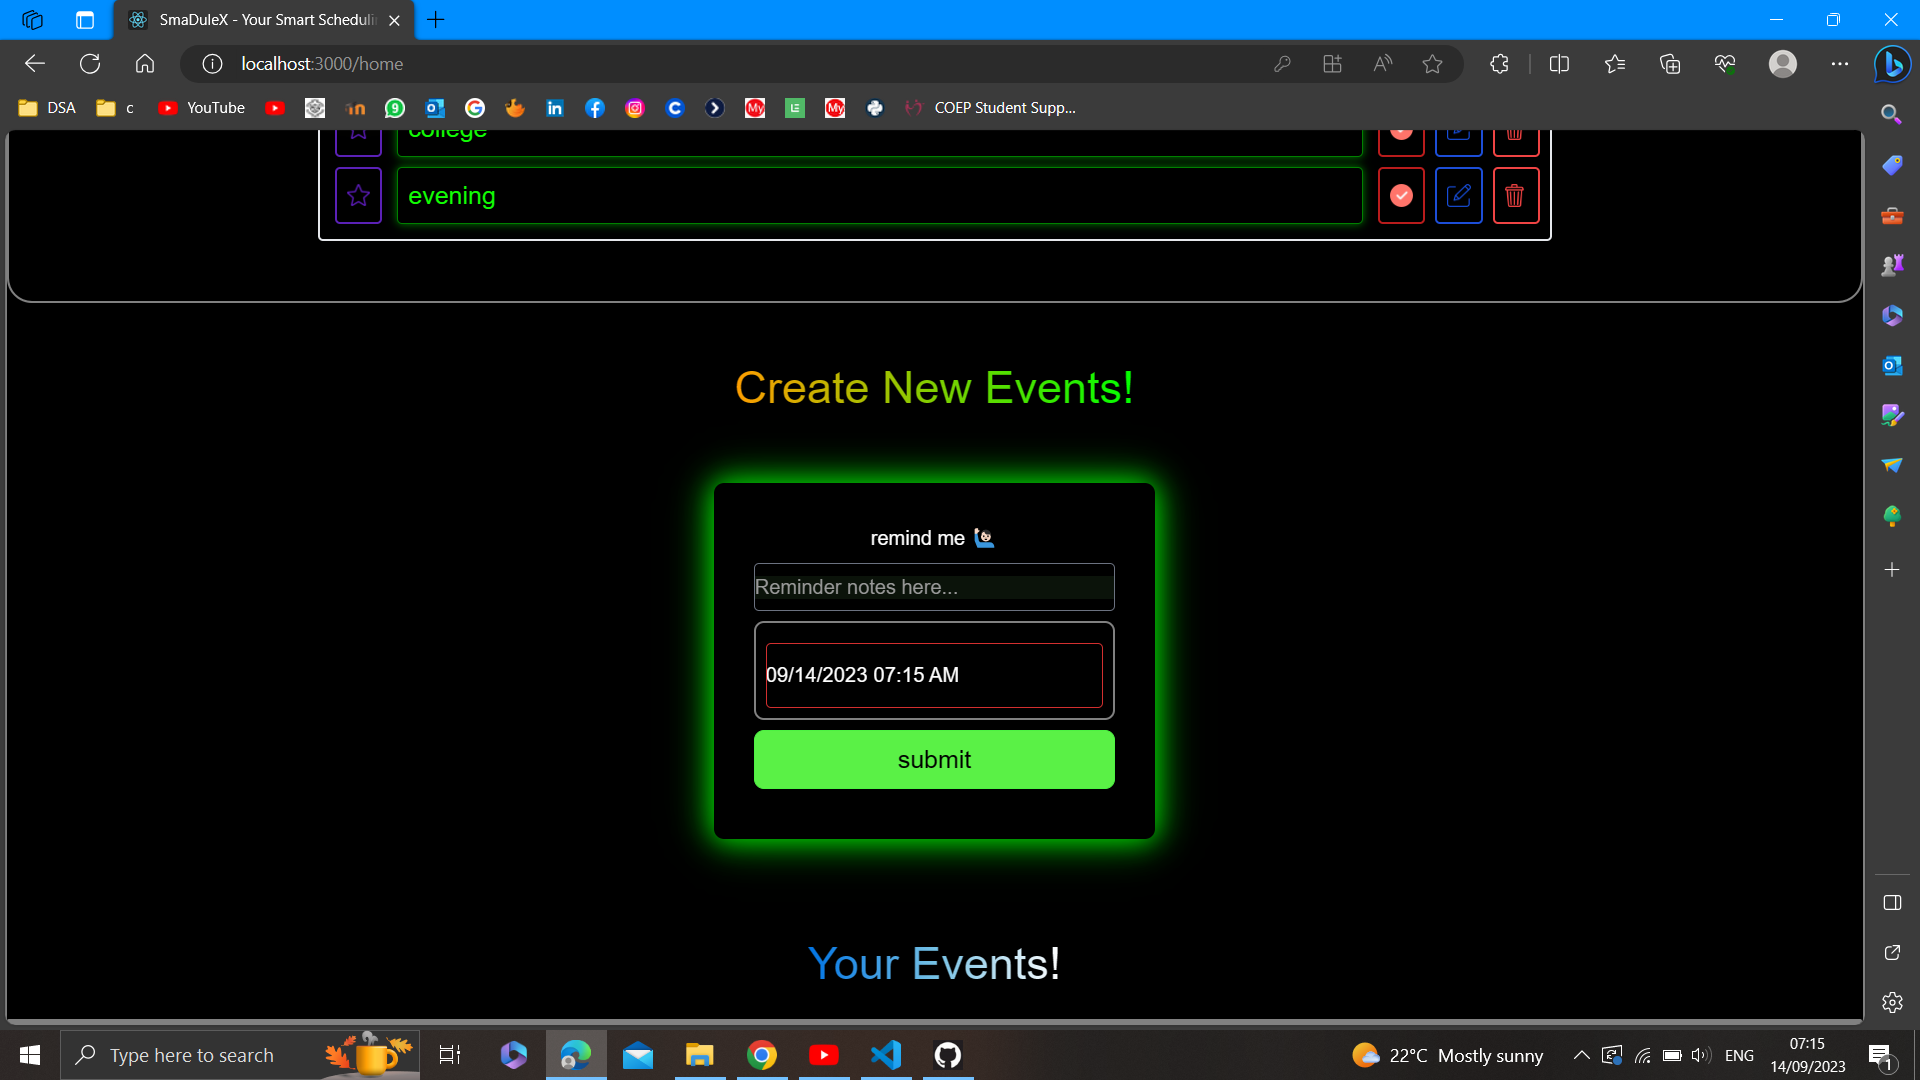 SmaDuleX - Your Smart Scheduli
localhost:3000/home
DSA
c
YouTube
COEP Student Supp...
college
evening
Create New Events!
remind me
Reminder notes here...
09/14/2023 07:15 AM
submit
Your Events!
Type here to search
22°C Mostly sunny
ENG
07:15
14/09/2023
1